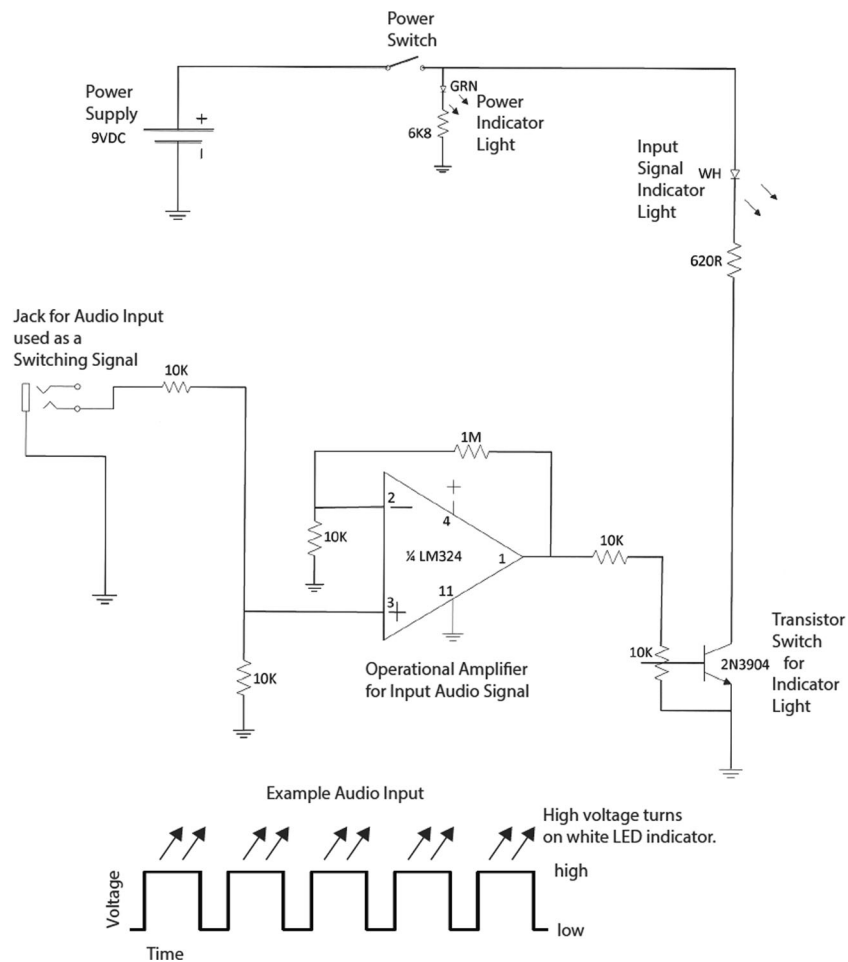 Power
Switch
Power
Supply
9VDC
+
−
GRN
6K8
Power
Indicator
Light
Input
Signal
Indicator
Light
WH
620R
Jack for Audio Input
used as a
Switching Signal
10K
1M
2
−
+
4
10K
¼ LM324
1
10K
11
3
+
10K
Operational Amplifier
for Input Audio Signal
10K
2N3904
Transistor
Switch
for
Indicator
Light
Example Audio Input
High voltage turns
on white LED indicator.
Voltage
high
low
Time